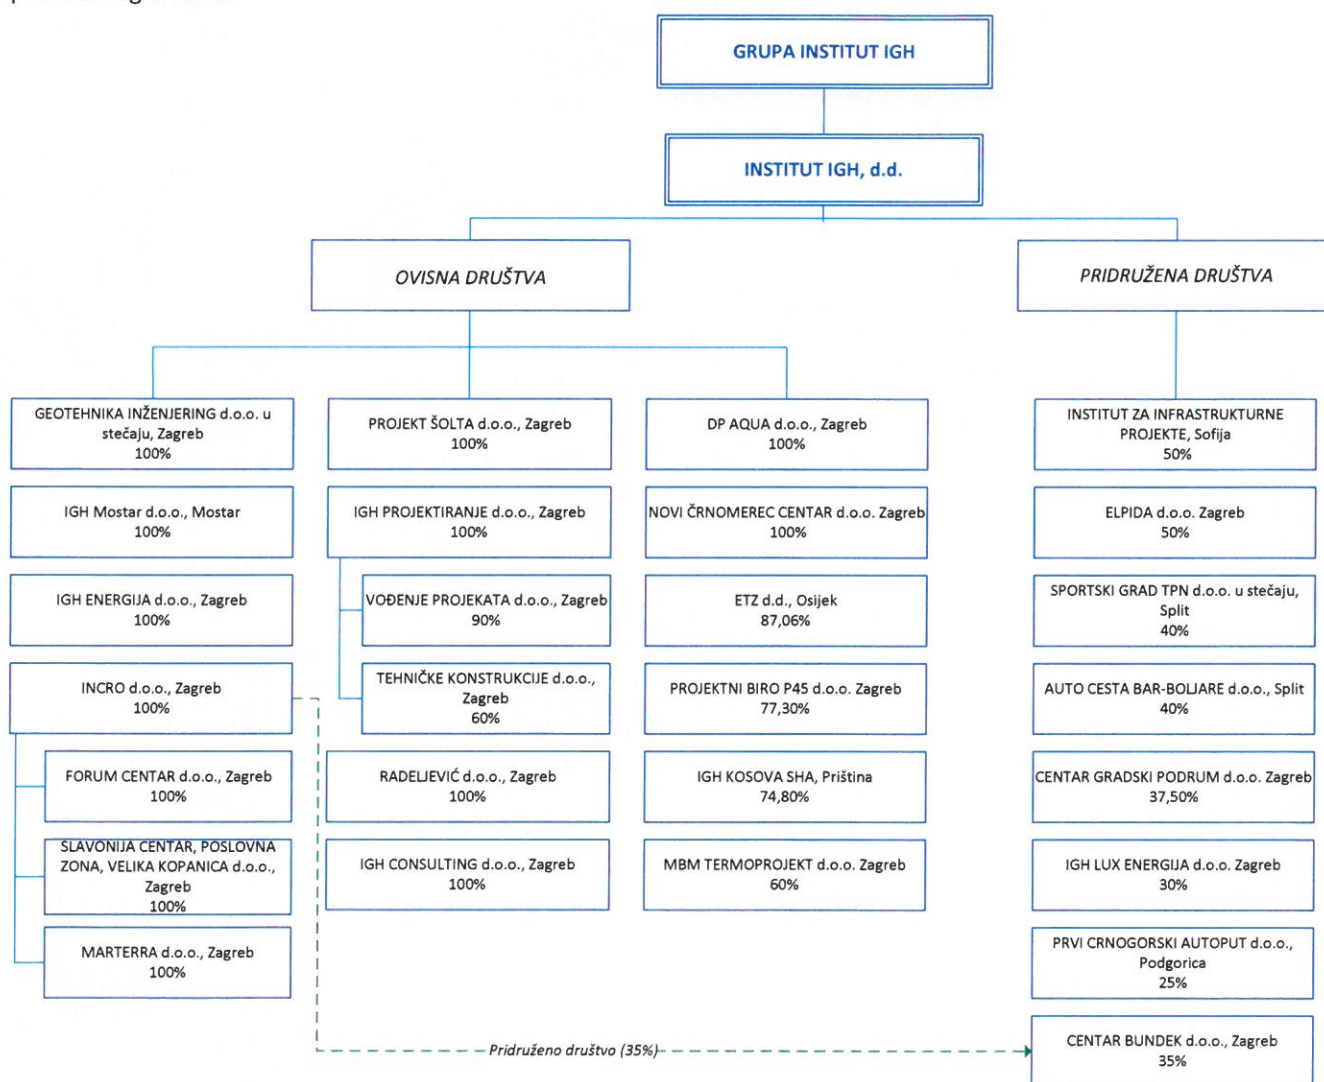 GRUPA INSTITUT IGH
INSTITUT IGH, d.d.
OVISNA DRUŠTVA
PRIDRUŽENA DRUŠTVA
GEOTEHNIKA INŽENJERING d.o.o. u
stečaju, Zagreb
100%
IGH Mostar d.o.o., Mostar
100%
IGH ENERGIJA d.o.o., Zagreb
100%
INCRO d.o.o., Zagreb
100%
FORUM CENTAR d.o.o., Zagreb
100%
SLAVONIJA CENTAR, POSLOVNA
ZONA, VELIKA KOPANICA d.o.o.,
Zagreb
100%
MARTERRA d.o.o., Zagreb
100%
PROJEKT ŠOLTA d.o.o., Zagreb
100%
IGH PROJEKTIRANJE d.o.o., Zagreb
100%
VOĐENJE PROJEKATA d.o.o., Zagreb
90%
TEHNIČKE KONSTRUKCIJE d.o.o.,
Zagreb
60%
RADELJEVIĆ d.o.o., Zagreb
100%
IGH CONSULTING d.o.o., Zagreb
100%
DP AQUA d.o.o., Zagreb
100%
NOVI ČRNOMEREC CENTAR d.o.o. Zagreb
100%
ETZ d.d., Osijek
87,06%
PROJEKTNI BIRO P45 d.o.o. Zagreb
77,30%
IGH KOSOVA SHA, Priština
74,80%
MBM TERMOPROJEKT d.o.o. Zagreb
60%
INSTITUT ZA INFRASTRUKTURNE
PROJEKTE, Sofija
50%
ELPIDA d.o.o. Zagreb
50%
SPORTSKI GRAD TPN d.o.o. u stečaju,
Split
40%
AUTO CESTA BAR-BOLJARE d.o.o., Split
40%
CENTAR GRADSKI PODRUM d.o.o. Zagreb
37,50%
IGH LUX ENERGIJA d.o.o. Zagreb
30%
PRVI CRNOGORSKI AUTOPUT d.o.o.,
Podgorica
25%
CENTAR BUNDEK d.o.o., Zagreb
35%
Pridruženo društvo (35%)